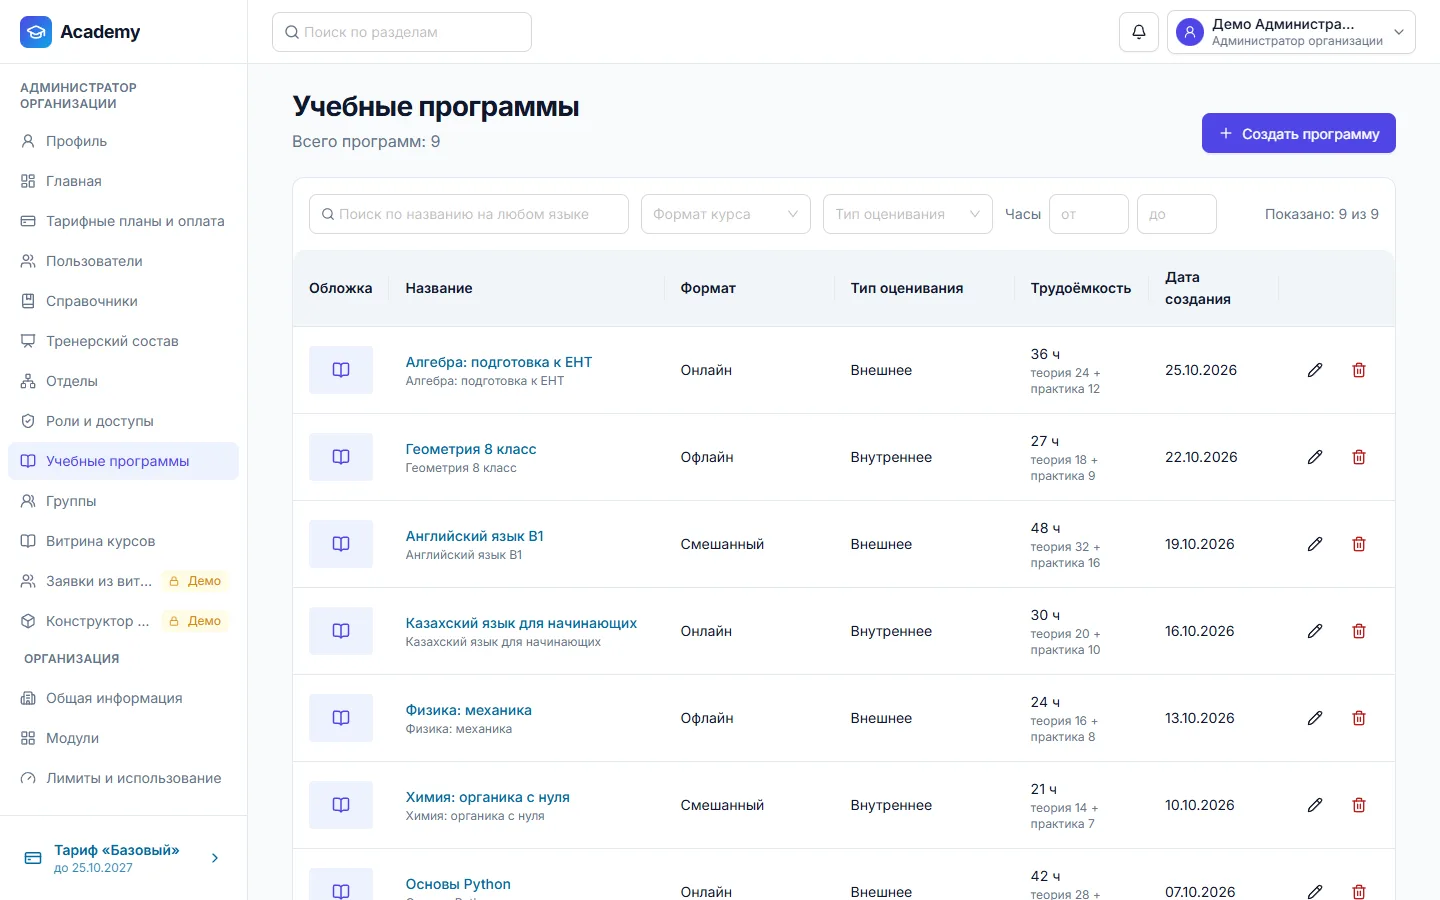 Academy
Поиск по разделам
Демо Администра...
Администратор организации
АДМИНИСТРАТОР
ОРГАНИЗАЦИИ
Профиль
Главная
Тарифные планы и оплата
Пользователи
Справочники
Тренерский состав
Отделы
Роли и доступы
Учебные программы
Группы
Витрина курсов
Заявки из вит... Демо
Конструктор ... Демо
ОРГАНИЗАЦИЯ
Общая информация
Модули
Лимиты и использование
Тариф «Базовый»
до 25.10.2027
Учебные программы
Всего программ: 9
Создать программу
Поиск по названию на любом языке
Формат курса
Тип оценивания
Часы
от
до
Показано: 9 из 9
Обложка Название Формат Тип оценивания Трудоёмкость Дата
создания
Алгебра: подготовка к ЕНТ
Алгебра: подготовка к ЕНТ
Онлайн
Внешнее
36 ч
теория 24 +
практика 12
25.10.2026
Геометрия 8 класс
Геометрия 8 класс
Офлайн
Внутреннее
27 ч
теория 18 +
практика 9
22.10.2026
Английский язык B1
Английский язык B1
Смешанный
Внешнее
48 ч
теория 32 +
практика 16
19.10.2026
Казахский язык для начинающих
Казахский язык для начинающих
Онлайн
Внутреннее
30 ч
теория 20 +
практика 10
16.10.2026
Физика: механика
Физика: механика
Офлайн
Внешнее
24 ч
теория 16 +
практика 8
13.10.2026
Химия: органика с нуля
Химия: органика с нуля
Смешанный
Внутреннее
21 ч
теория 14 +
практика 7
10.10.2026
Основы Python
Онлайн
Внешнее
42 ч
теория 28 +
07.10.2026